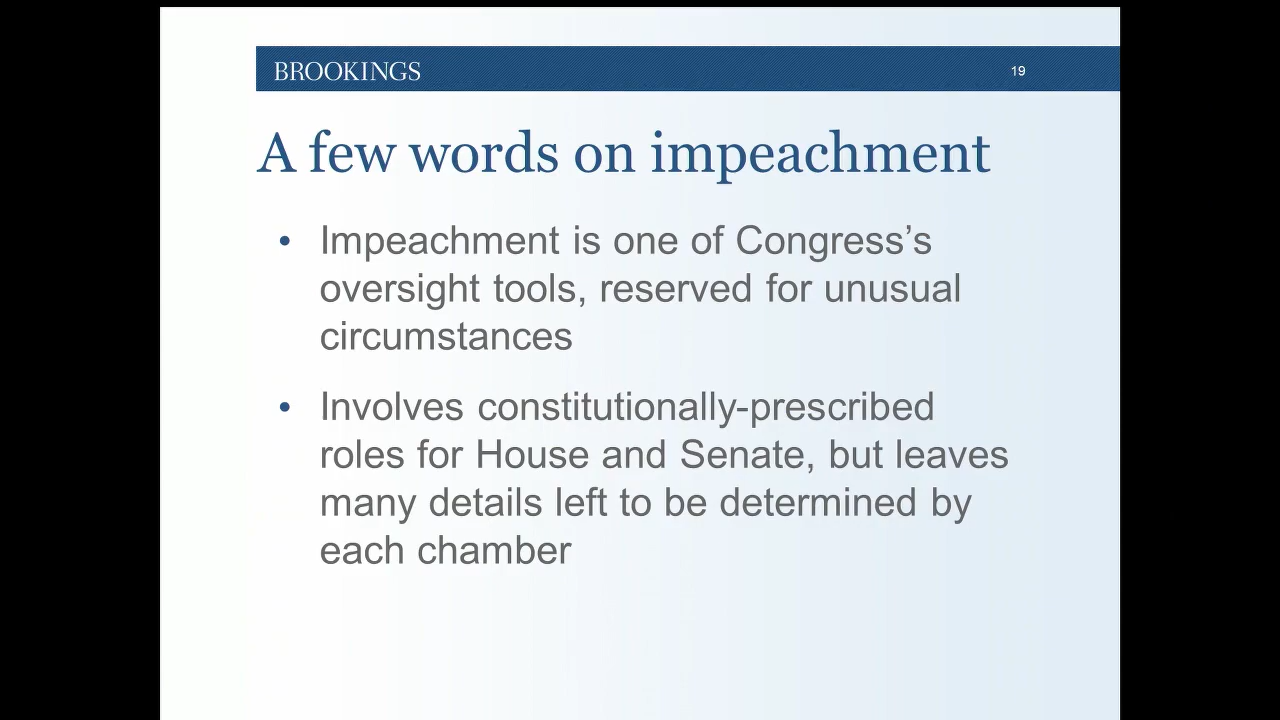 BROOKINGS
19
A few words on impeachment
• Impeachment is one of Congress’s
oversight tools, reserved for unusual
circumstances
• Involves constitutionally-prescribed
roles for House and Senate, but leaves
many details left to be determined by
each chamber